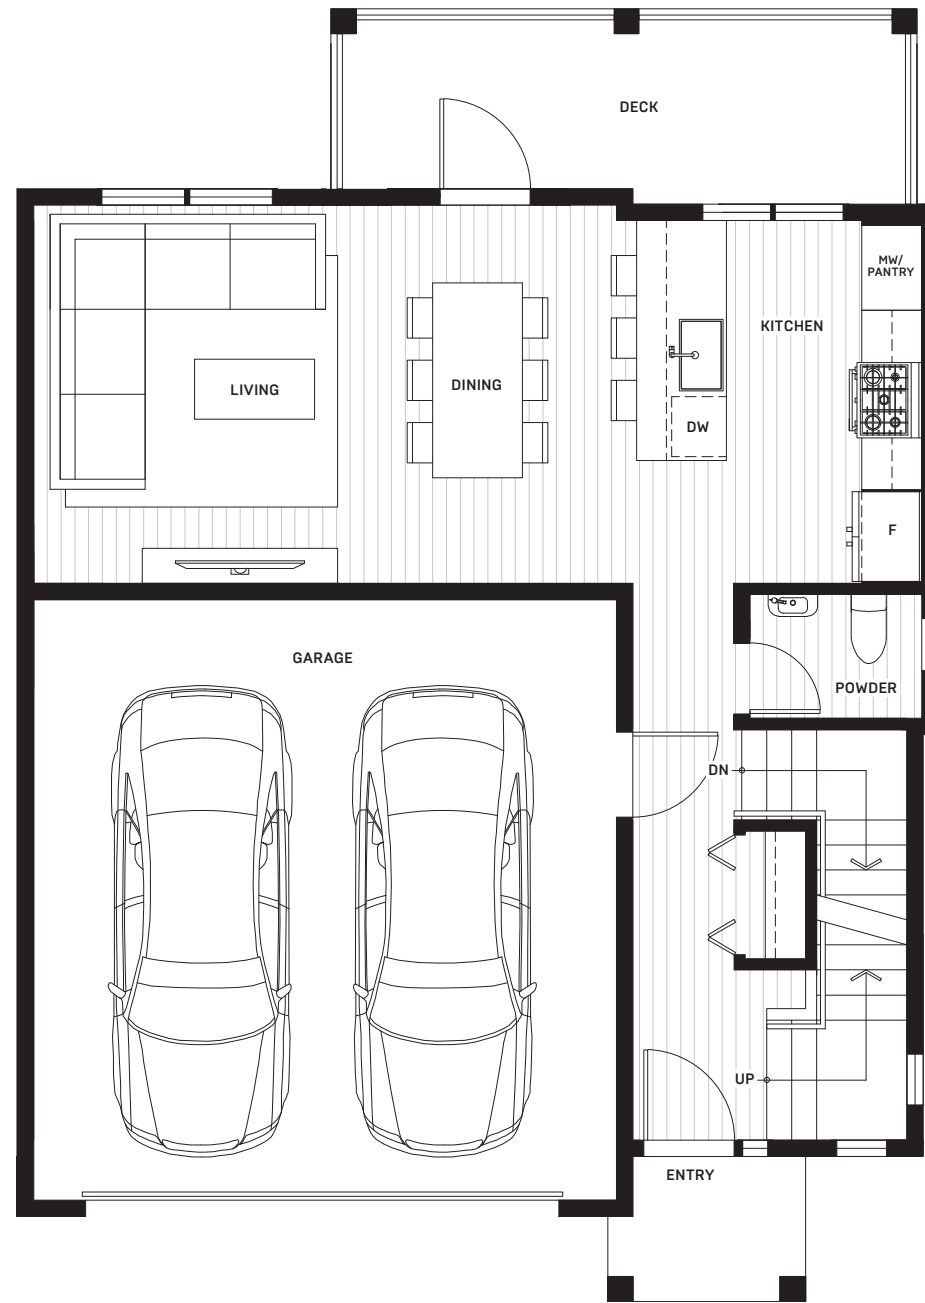 DECK
MW/
PANTRY
KITCHEN
LIVING
DINING
DW
F
GARAGE
POWDER
DN
UP
ENTRY